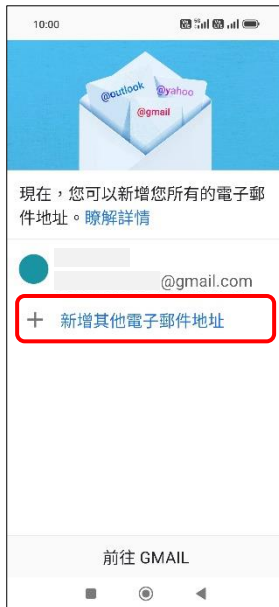 10:00
@outlook
@yahoo
@gmail
現在，您可以新增您所有的電子郵
件地址。瞭解詳情
@gmail.com
新增其他電子郵件地址
前往 GMAIL